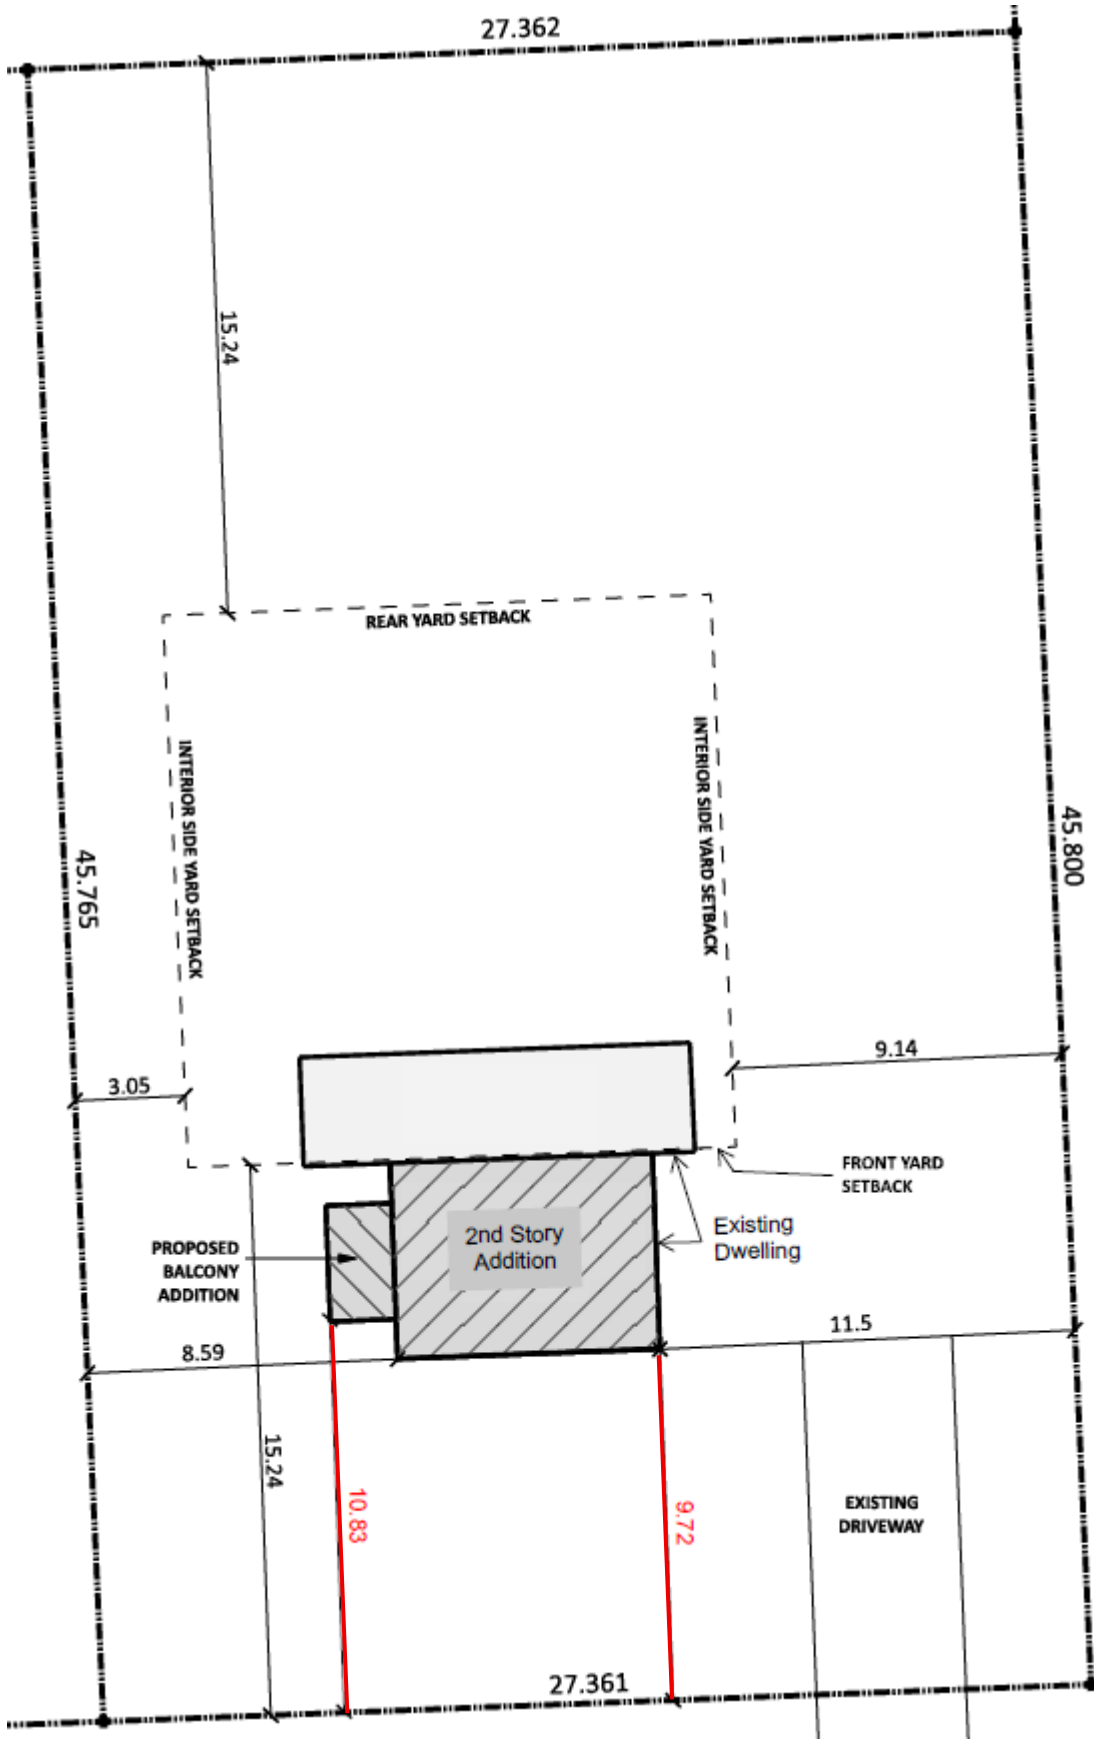 27.362
15.24
REAR YARD SETBACK
INTERIOR SIDE YARD SETBACK
INTERIOR SIDE YARD SETBACK
45.765
45.800
3.05
9.14
FRONT YARD
SETBACK
2nd Story
Addition
Existing
Dwelling
PROPOSED
BALCONY
ADDITION
8.59
11.5
15.24
10.83
9.72
EXISTING
DRIVEWAY
27.361